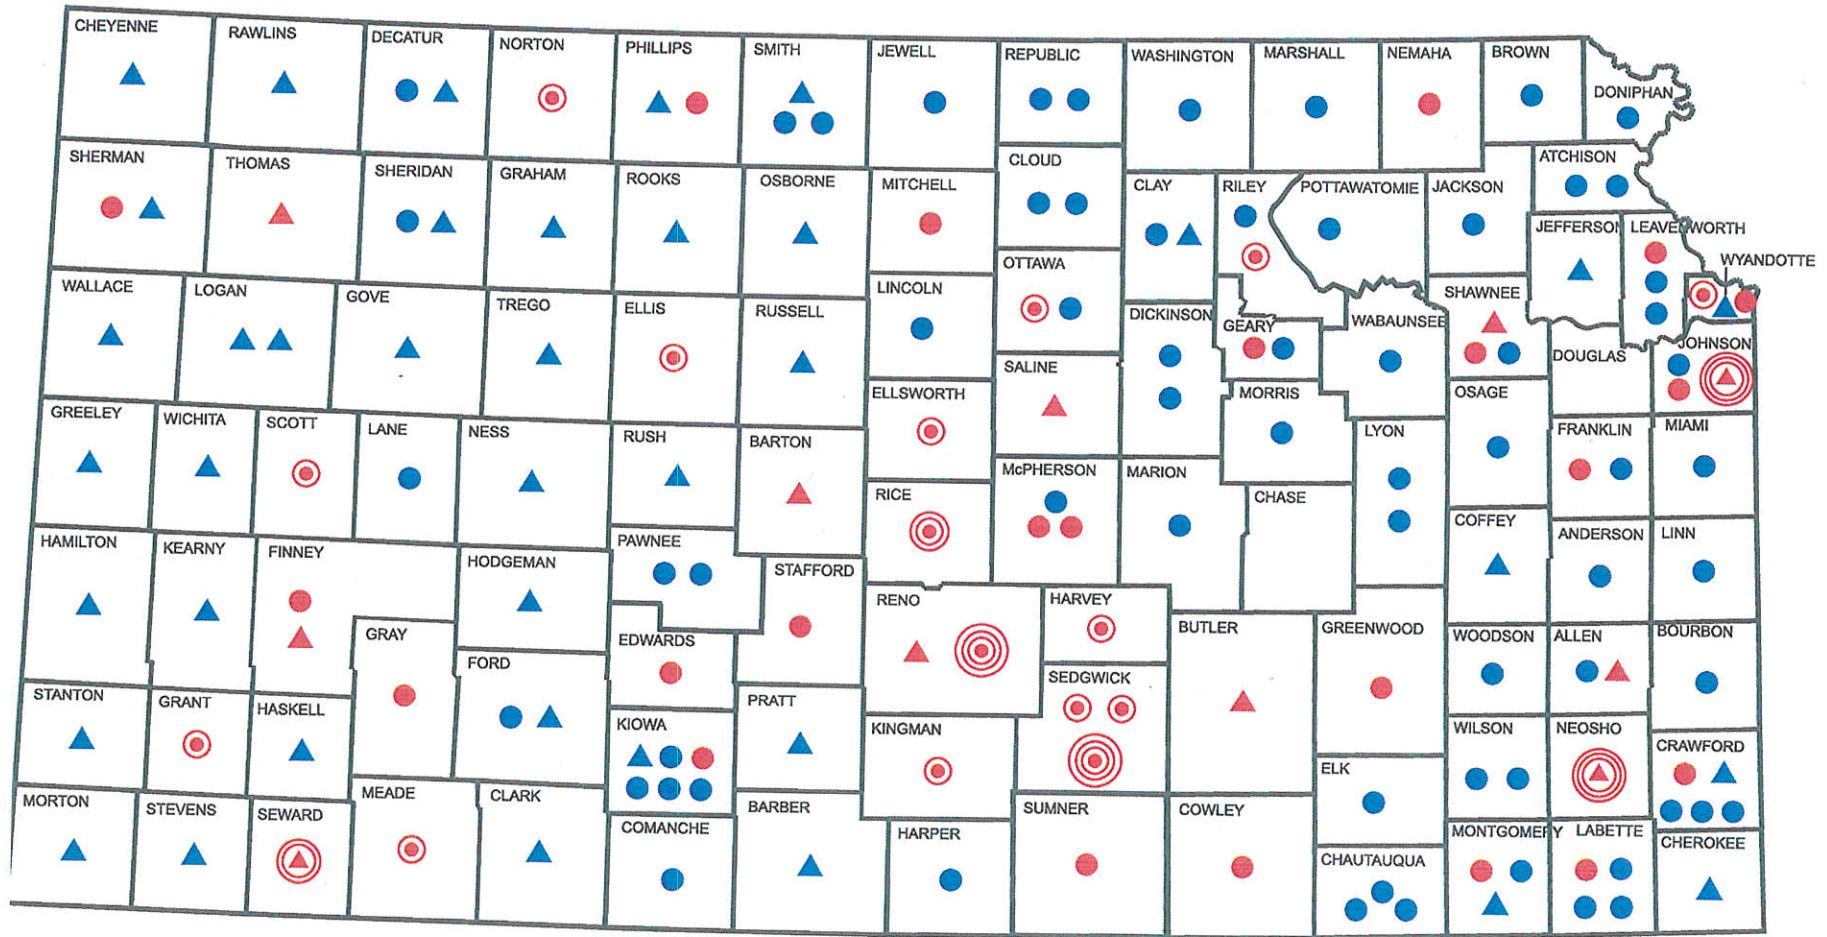 CHEYENNE
RAWLINS
DECATUR
NORTON
PHILLIPS
SMITH
JEWELL
REPUBLIC
WASHINGTON
MARSHALL
NEMAHA
BROWN
DONIPHAN
SHERMAN
THOMAS
SHERIDAN
GRAHAM
ROOKS
OSBORNE
MITCHELL
CLOUD
CLAY
RILEY
POTTAWATOMIE
JACKSON
ATCHISON
JEFFERSON
LEAVENWORTH
WYANDOTTE
WALLACE
LOGAN
GOVE
TREGO
ELLIS
RUSSELL
LINCOLN
OTTAWA
DICKINSON
GEARY
WABAUNSEE
SHAWNEE
DOUGLAS
JOHNSON
GREELEY
WICHITA
SCOTT
LANE
NESS
RUSH
BARTON
ELLSWORTH
SALINE
MORRIS
LYON
OSAGE
FRANKLIN
MIAMI
RICE
McPHERSON
MARION
CHASE
COFFEY
ANDERSON
LINN
HAMILTON
KEARNY
FINNEY
HODGEMAN
PAWNEE
STAFFORD
GRAY
FORD
EDWARDS
RENO
HARVEY
BUTLER
GREENWOOD
WOODSON
ALLEN
BOURBON
STANTON
GRANT
HASKELL
KIOWA
PRATT
KINGMAN
SEDGWICK
ELK
WILSON
NEOSHO
CRAWFORD
MORTON
STEVENS
SEWARD
MEADE
CLARK
COMANCHE
BARBER
HARPER
SUMNER
COWLEY
CHAUTAUQUA
MONTGOMERY
LABETTE
CHEROKEE